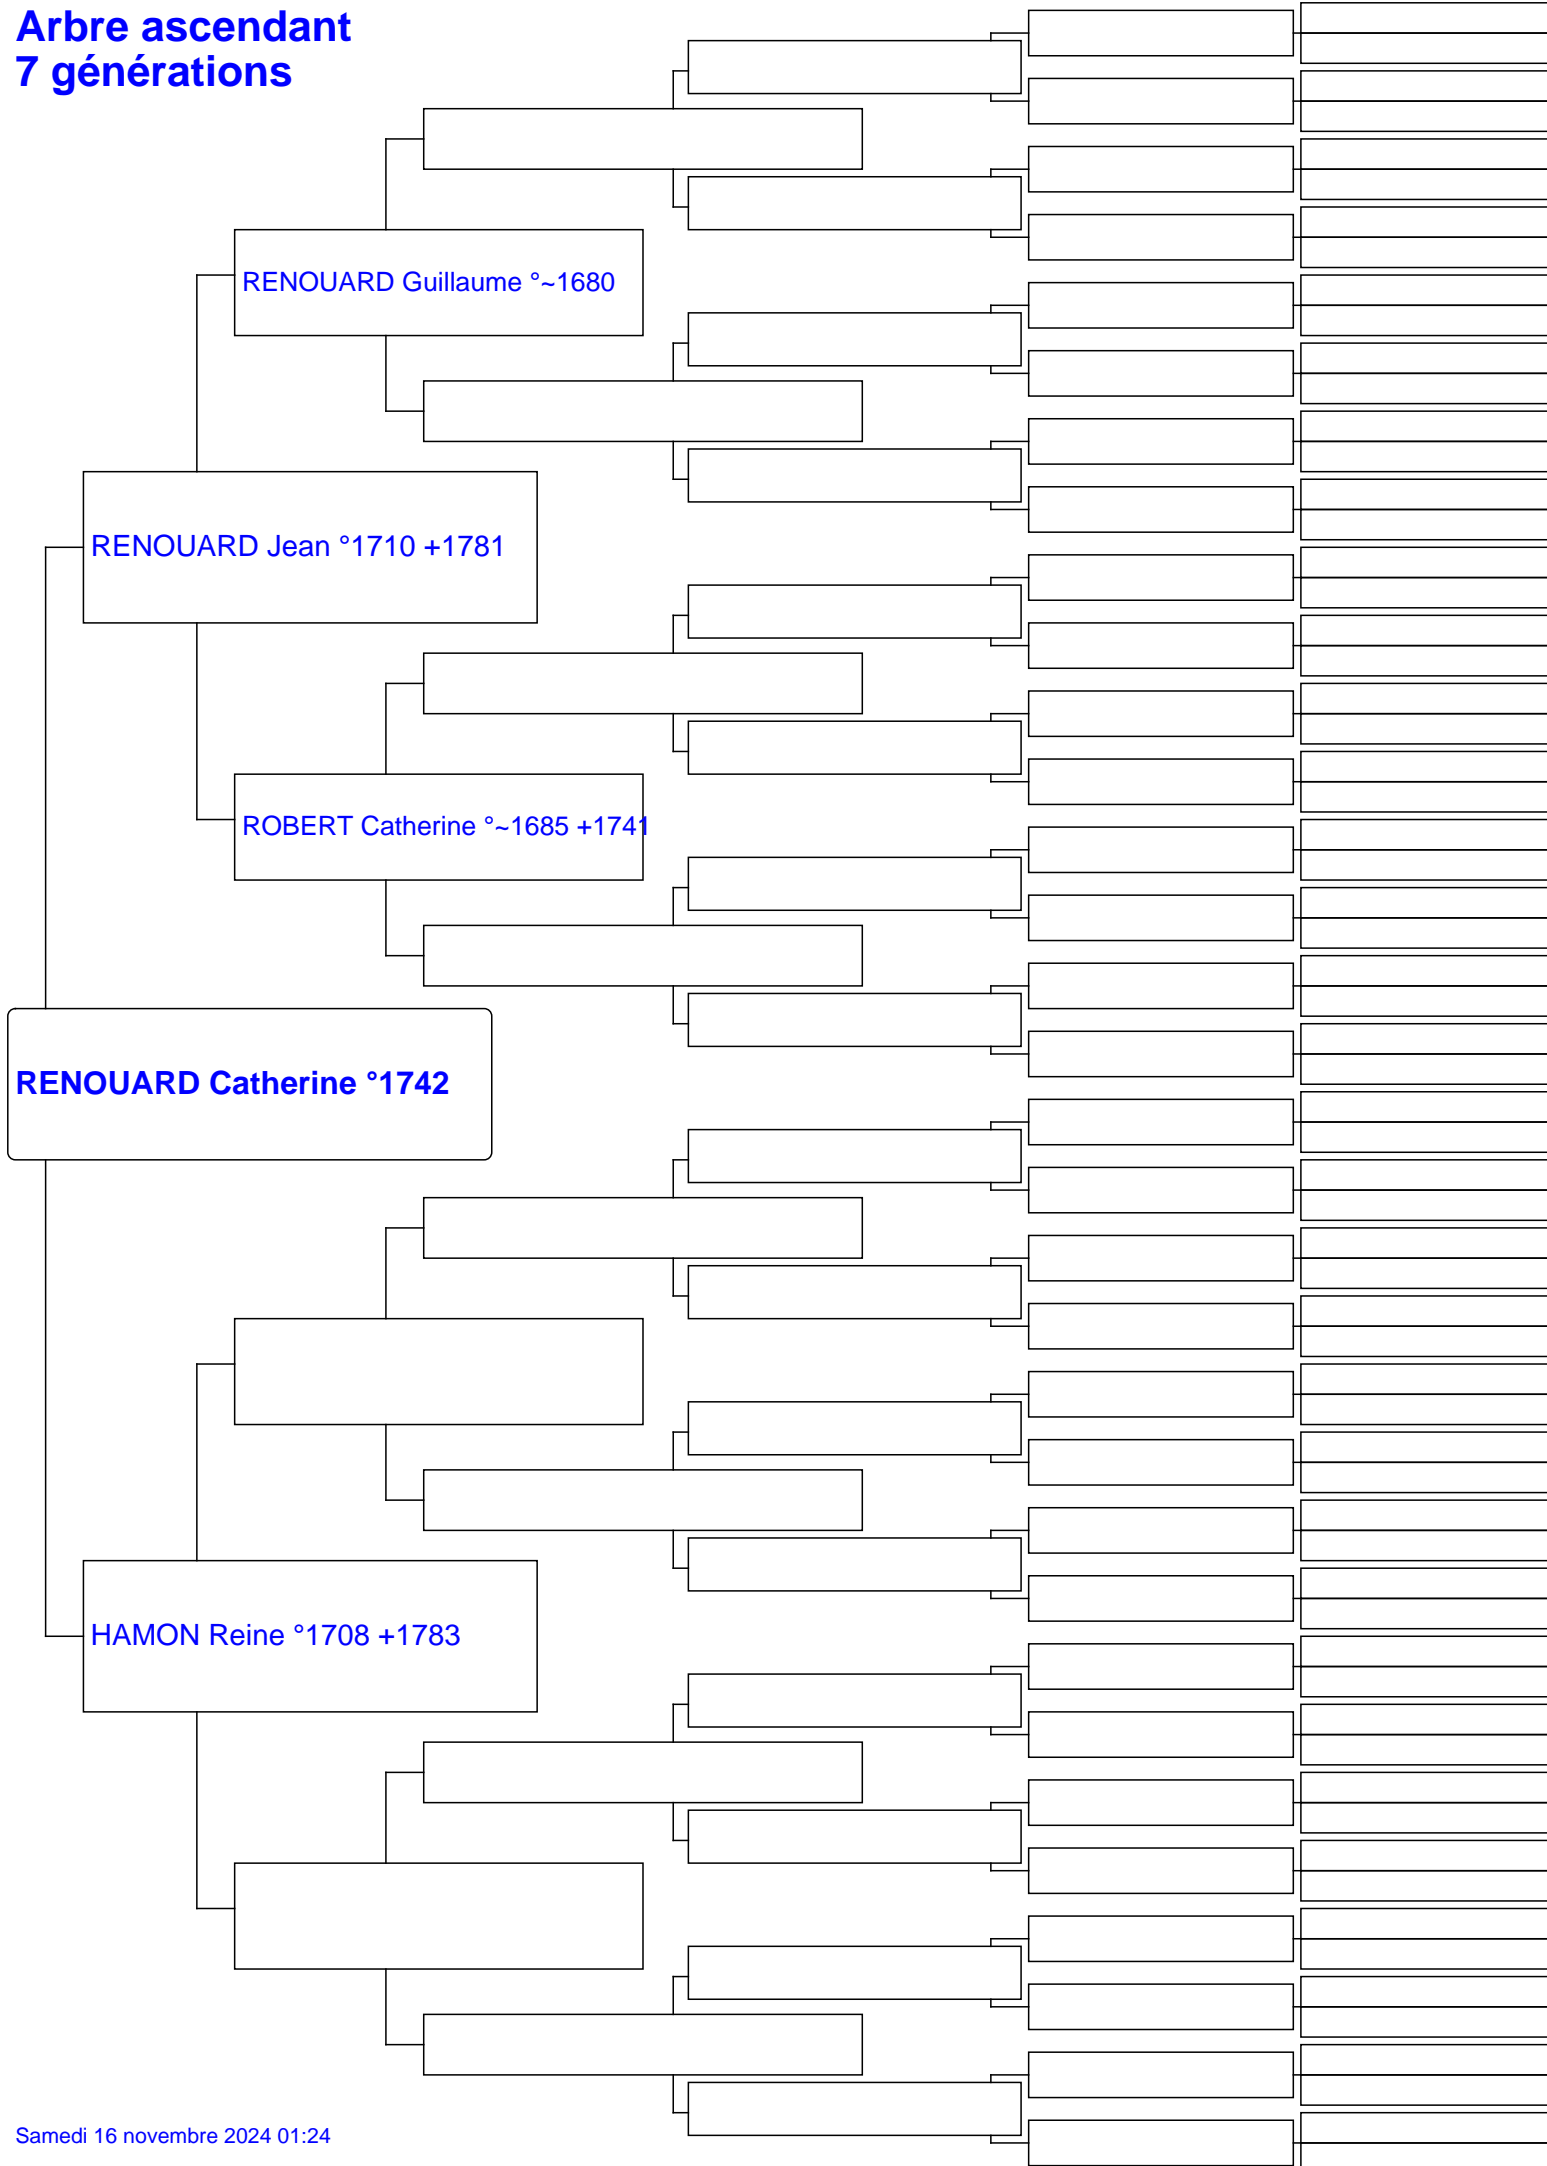 Arbre ascendant
7 générations
RENOUARD Guillaume °~1680
RENOUARD Jean °1710 +1781
ROBERT Catherine °~1685 +1741
RENOUARD Catherine °1742
HAMON Reine °1708 +1783
Samedi 16 novembre 2024 01:24